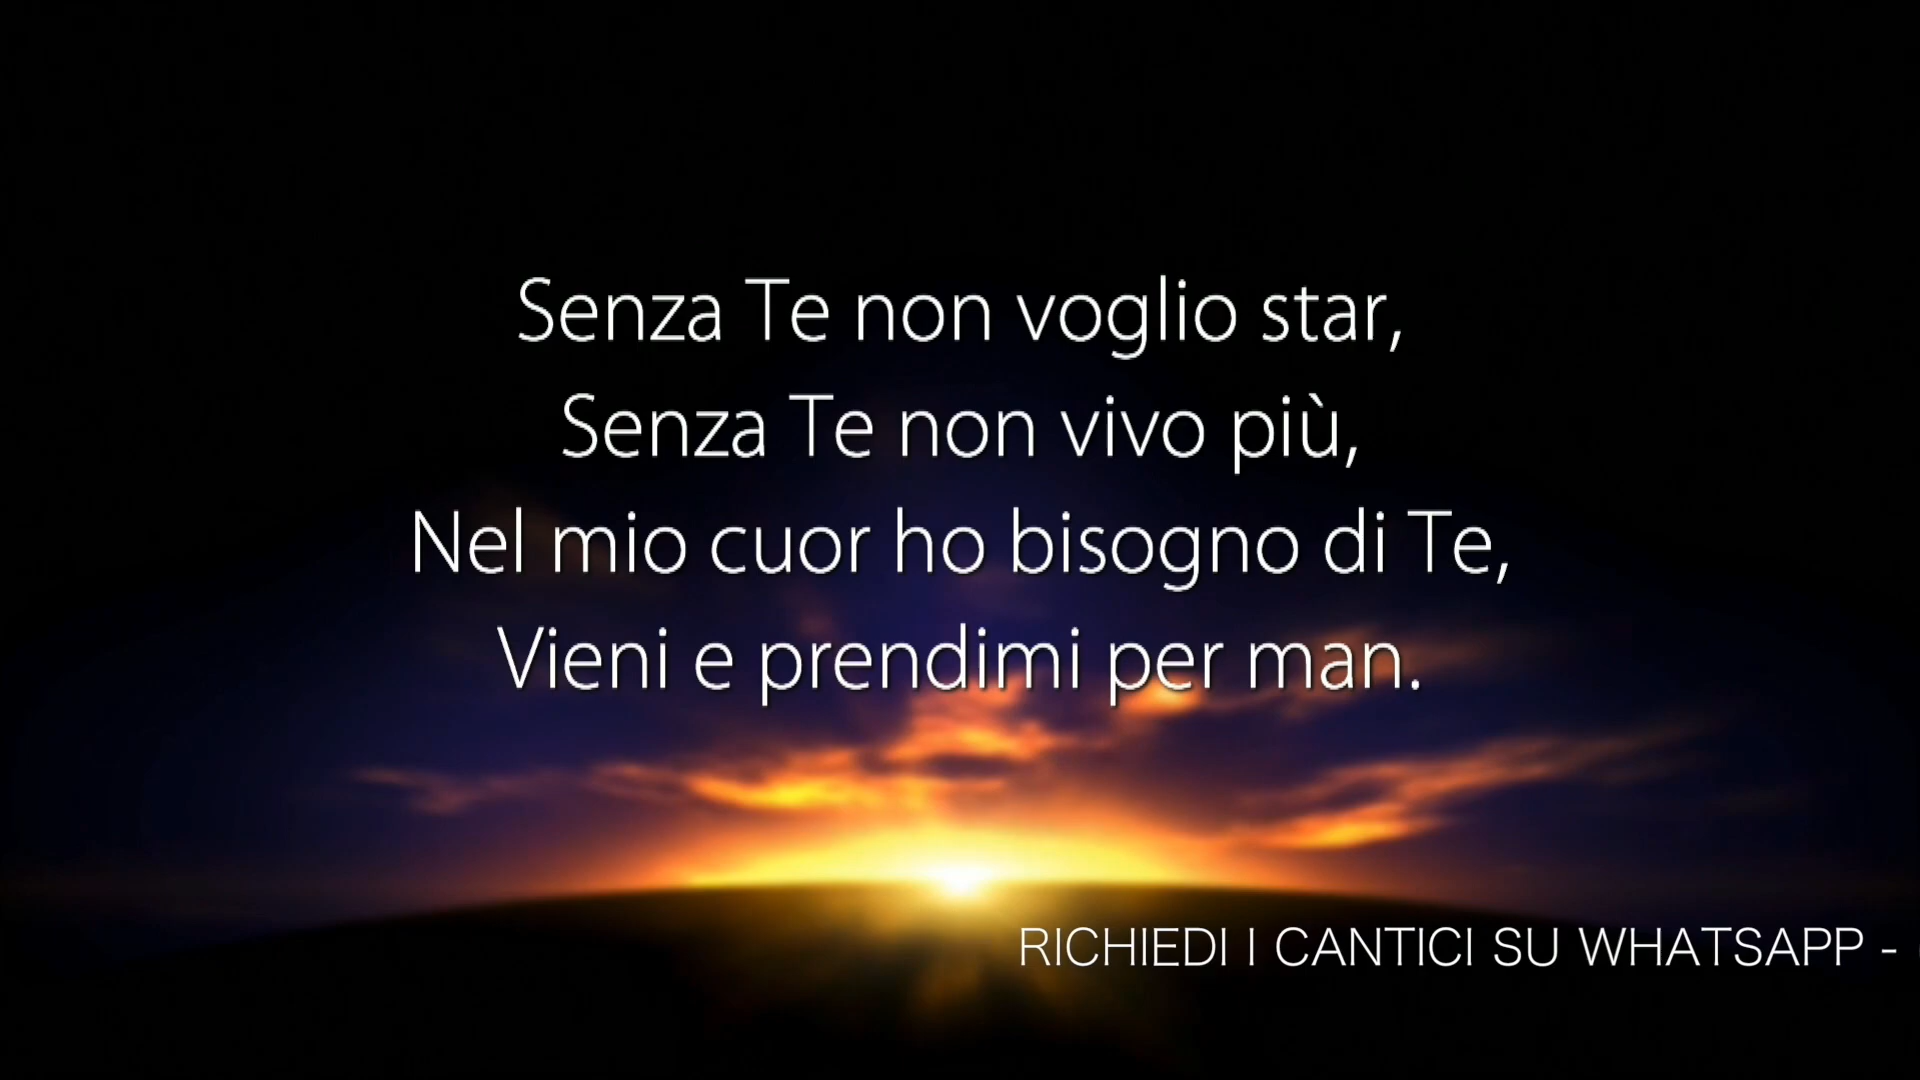 Senza Te non voglio star,
Senza Te non vivo più,
Nel mio cuor ho bisogno di Te,
Vieni e prendimi per man.
RICHIEDI I CANTICI SU WHATSAPP -